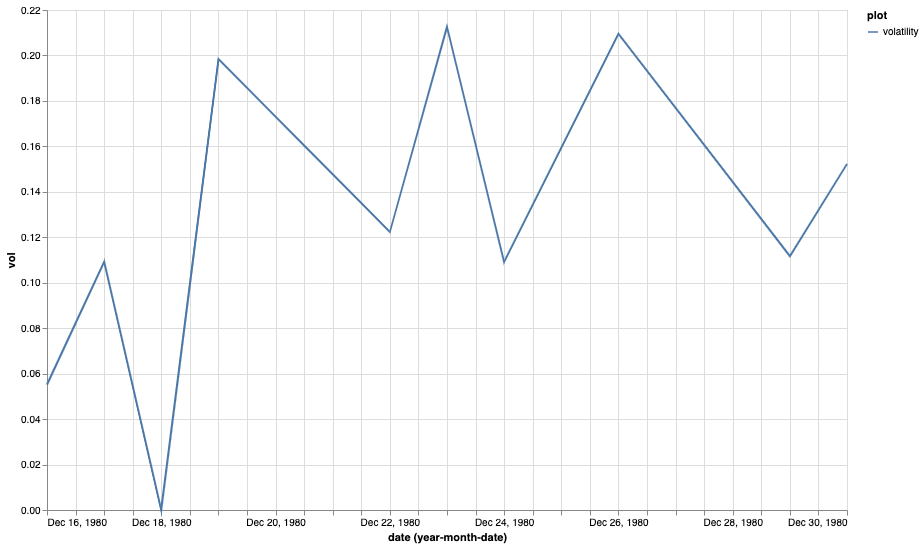 0.22
0.20
0.18
0.16
0.14
0.12
0.10
0.08
0.06
0.04
0.02
0.00
vol
Dec 16, 1980 Dec 18, 1980 Dec 20, 1980 Dec 22, 1980 Dec 24, 1980 Dec 26, 1980 Dec 28, 1980 Dec 30, 1980
date (year-month-date)
plot
volatility